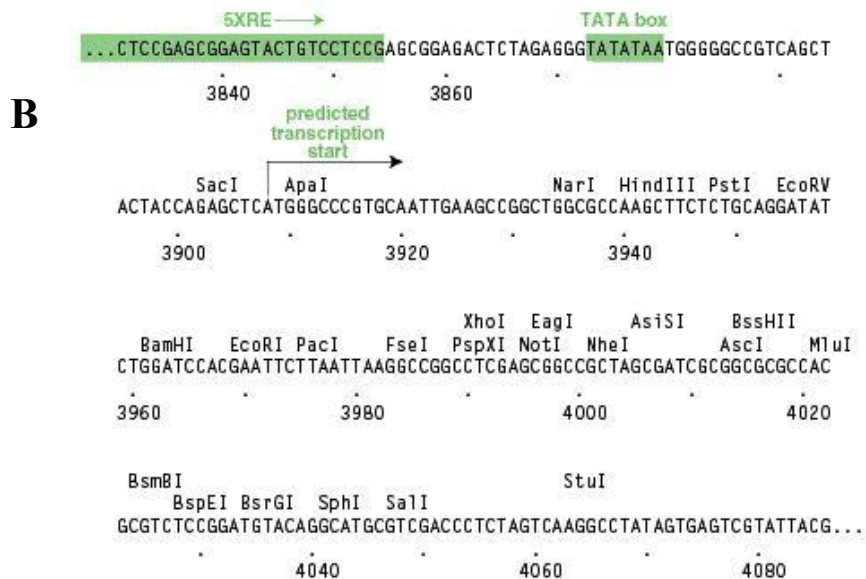 5XRE → TATA box
...CTCCGAGCGGAGTACTGTCCTCCGAGCGGAGACTCTAGAGGGTATATAATGGGGGCCGTCAGCT
3840 3860
B
predicted
transcription
start
SacI ApaI NarI HindIII PstI EcoRV
ACTACCAGAGCTCATGGGCCCGTGCAATTGAAGCCGGCTGGCGCCAAGCTTCTCTGCAGGATAT
3900 3920 3940
XhoI EagI AsiSI BssHII
BamHI EcoRI PacI FseI PspXI NotI NheI AscI MluI
CTGGATCCACGAATTCTTAATTAAGGCCGGCCTCGAGCGGCCGCTAGCGATCGCGGCGCGCCAC
3960 3980 4000 4020
BsmBI StuI
BspEI BsrGI SphI SalI
GCGTCTCCGGATGTACAGGCATGCGTCGACCCTCTAGTCAAGGCCTATAGTGAGTCGTATTACG...
4040 4060 4080